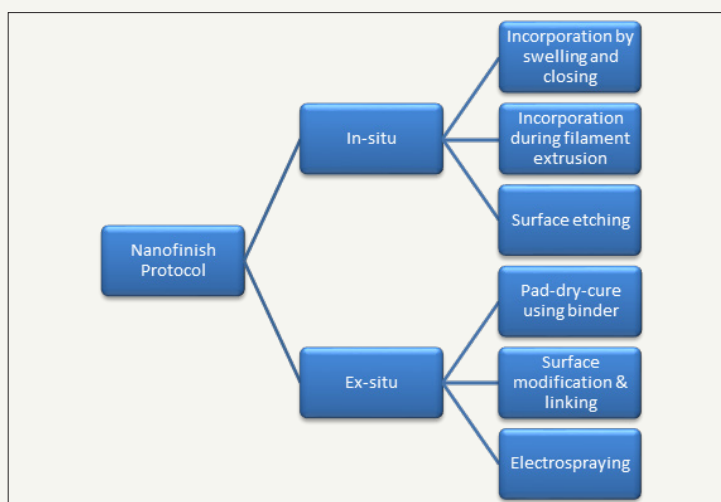 Nanofinish
Protocol
In-situ
Incorporation by
swelling and
closing
Incorporation
during filament
extrusion
Surface etching
Ex-situ
Pad-dry-cure
using binder
Surface
modification &
linking
Electrospraying